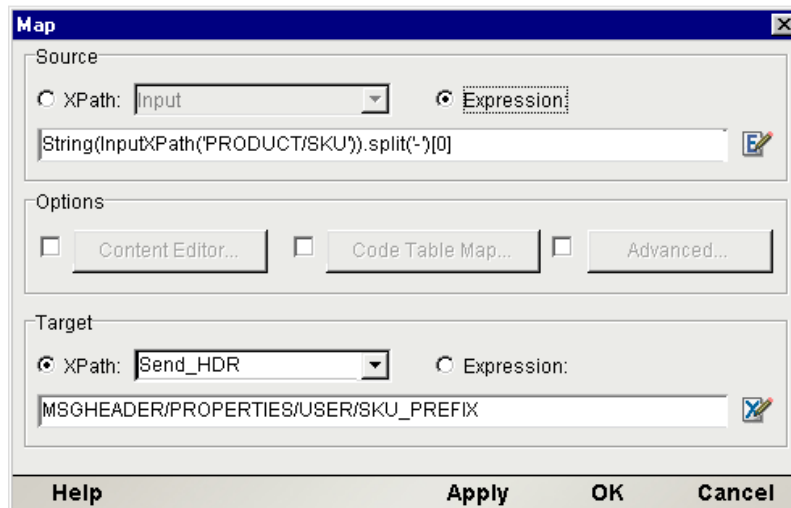 Map
Source
XPath: Input Expression:
String(InputXPath('PRODUCT/SKU')).split('-')[0]
Options
Content Editor... Code Table Map... Advanced...
Target
XPath: Send_HDR Expression:
MSGHEADER/PROPERTIES/USER/SKU_PREFIX
Help Apply OK Cancel